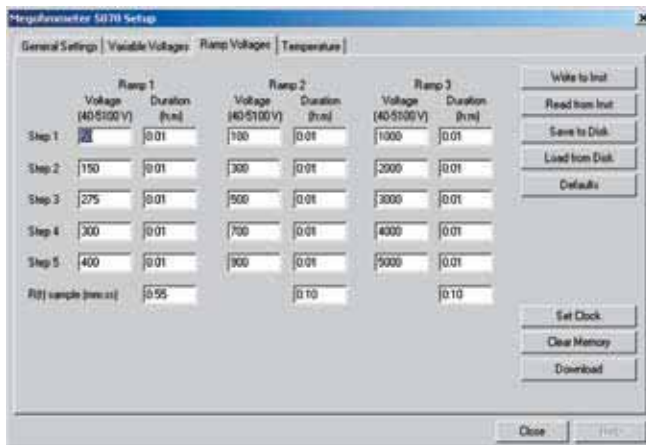 Megohmmeter 5070 Setup
General Settings Variable Voltages Ramp Voltages Temperature
Ramp 1 Ramp 2 Ramp 3
Voltage Duration Voltage Duration Voltage Duration
(40-5100 V) (h:m) (40-5100 V) (h:m) (40-5100 V) (h:m)
Step 1 0:01 100 0:01 1000 0:01
Step 2 150 0:01 300 0:01 2000 0:01
Step 3 275 0:01 500 0:01 3000 0:01
Step 4 300 0:01 700 0:01 4000 0:01
Step 5 400 0:01 900 0:01 5000 0:01
R(t) sample (mm:ss) 0:55 0:10 0:10
Write to Inst
Read from Inst
Save to Disk
Load from Disk
Defaults
Set Clock
Clear Memory
Download
Close